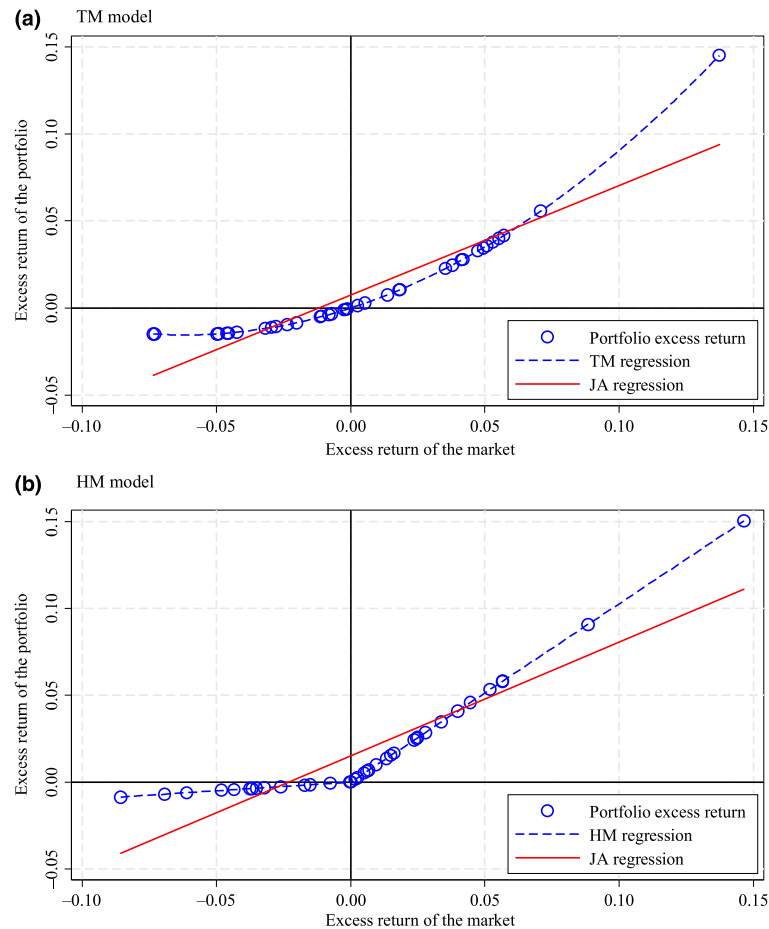 (a) TM model
Excess return of the portfolio
0.15
0.10
0.05
0.00
−0.05
−0.10
−0.05
0.00
0.05
0.10
0.15
Excess return of the market
Portfolio excess return
TM regression
JA regression
(b) HM model
Excess return of the portfolio
0.15
0.10
0.05
0.00
−0.05
−0.10
−0.05
0.00
0.05
0.10
0.15
Excess return of the market
Portfolio excess return
HM regression
JA regression